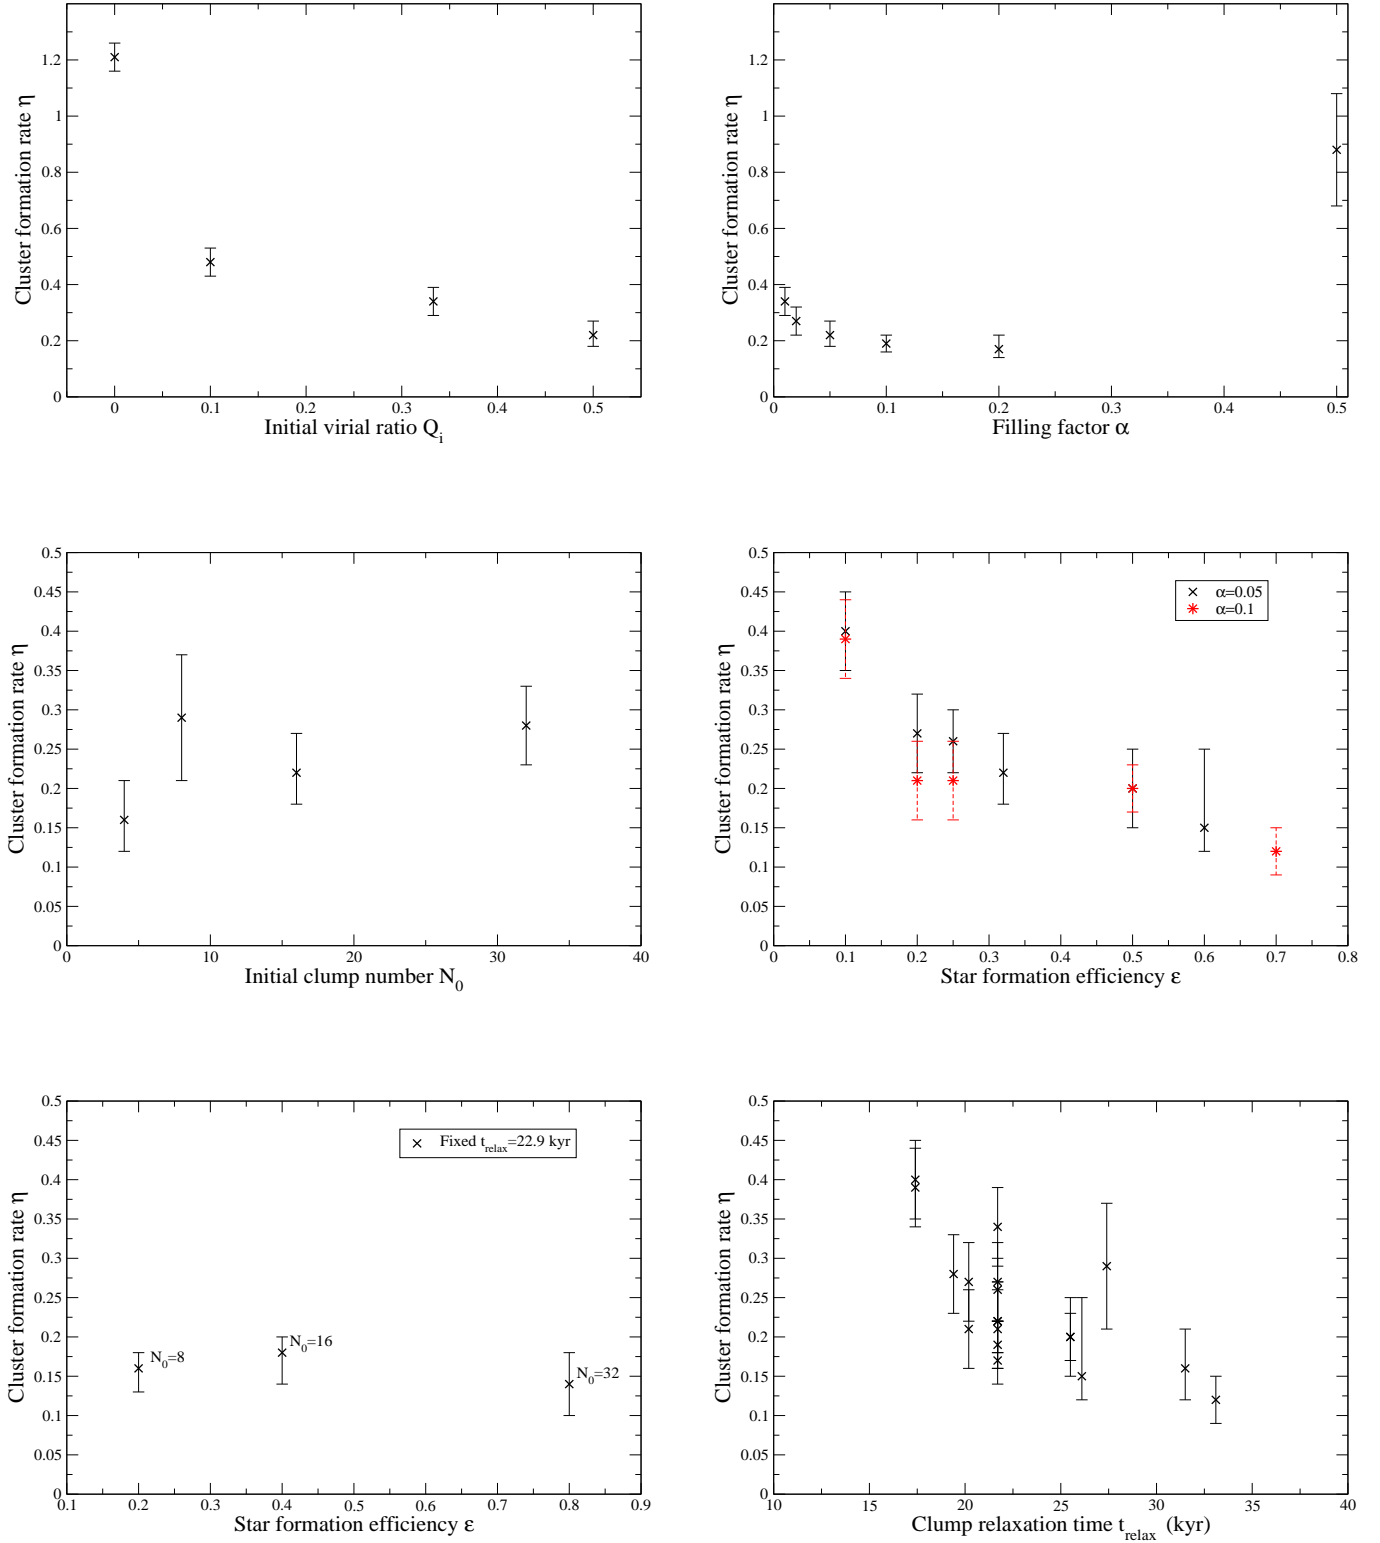 Cluster formation rate η
1.2
1
0.8
0.6
0.4
0.2
0
0 0.1 0.2 0.3 0.4 0.5
Initial virial ratio Q_i
Cluster formation rate η
1.2
1
0.8
0.6
0.4
0.2
0
0 0.1 0.2 0.3 0.4 0.5
Filling factor α
Cluster formation rate η
0.5
0.45
0.4
0.35
0.3
0.25
0.2
0.15
0.1
0.05
0
0 10 20 30 40
Initial clump number N_0
Cluster formation rate η
0.5
0.45
0.4
0.35
0.3
0.25
0.2
0.15
0.1
0.05
0
α=0.05
α=0.1
0 0.1 0.2 0.3 0.4 0.5 0.6 0.7 0.8
Star formation efficiency ε
Cluster formation rate η
0.5
0.45
0.4
0.35
0.3
0.25
0.2
0.15
0.1
0.05
0
Fixed t_relax=22.9 kyr
N_0=8
N_0=16
N_0=32
0.1 0.2 0.3 0.4 0.5 0.6 0.7 0.8 0.9
Star formation efficiency ε
Cluster formation rate η
0.5
0.45
0.4
0.35
0.3
0.25
0.2
0.15
0.1
0.05
0
10 15 20 25 30 35 40
Clump relaxation time t_relax (kyr)